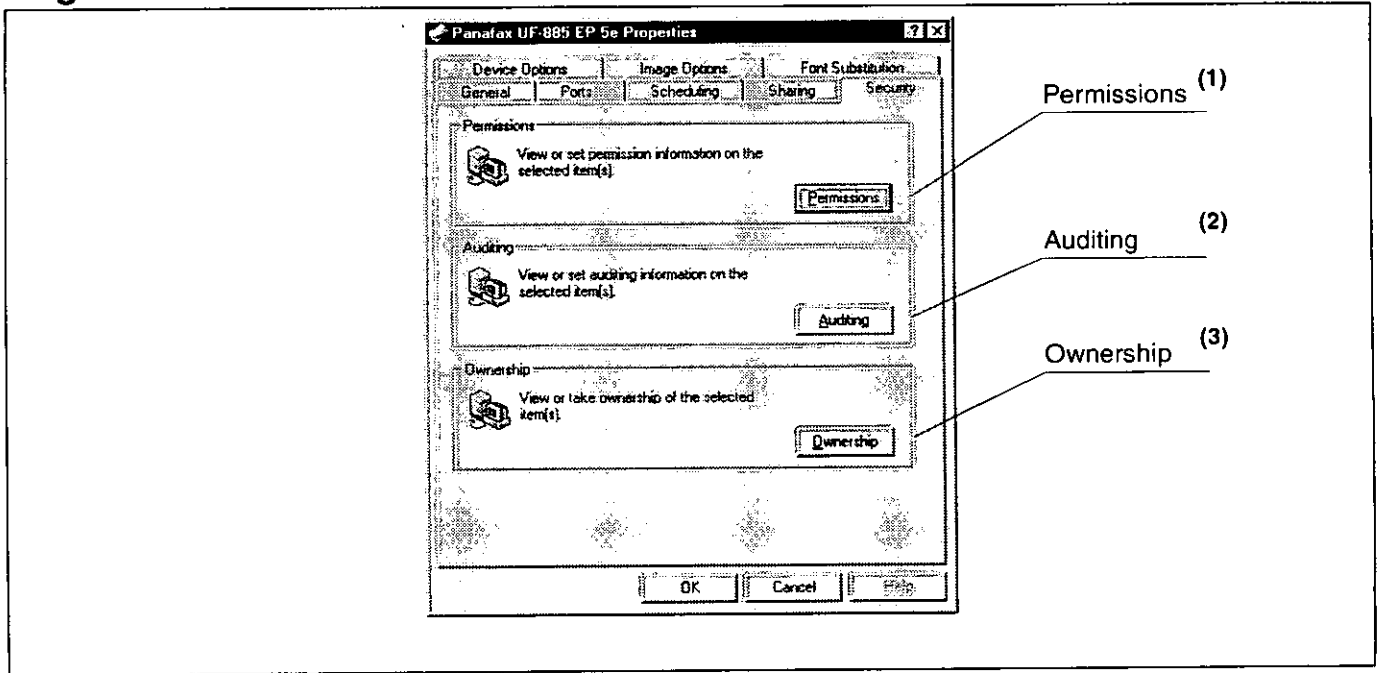 Panafax UF-885 EP 5e Properties
Device Options Image Options Font Substitution
General Ports Scheduling Sharing Security
Permissions
View or set permission information on the
selected item(s).
Permissions
Auditing
View or set auditing information on the
selected item(s).
Auditing
Ownership
View or take ownership of the selected
item(s).
Ownership
OK Cancel Help
Permissions (1)
Auditing (2)
Ownership (3)